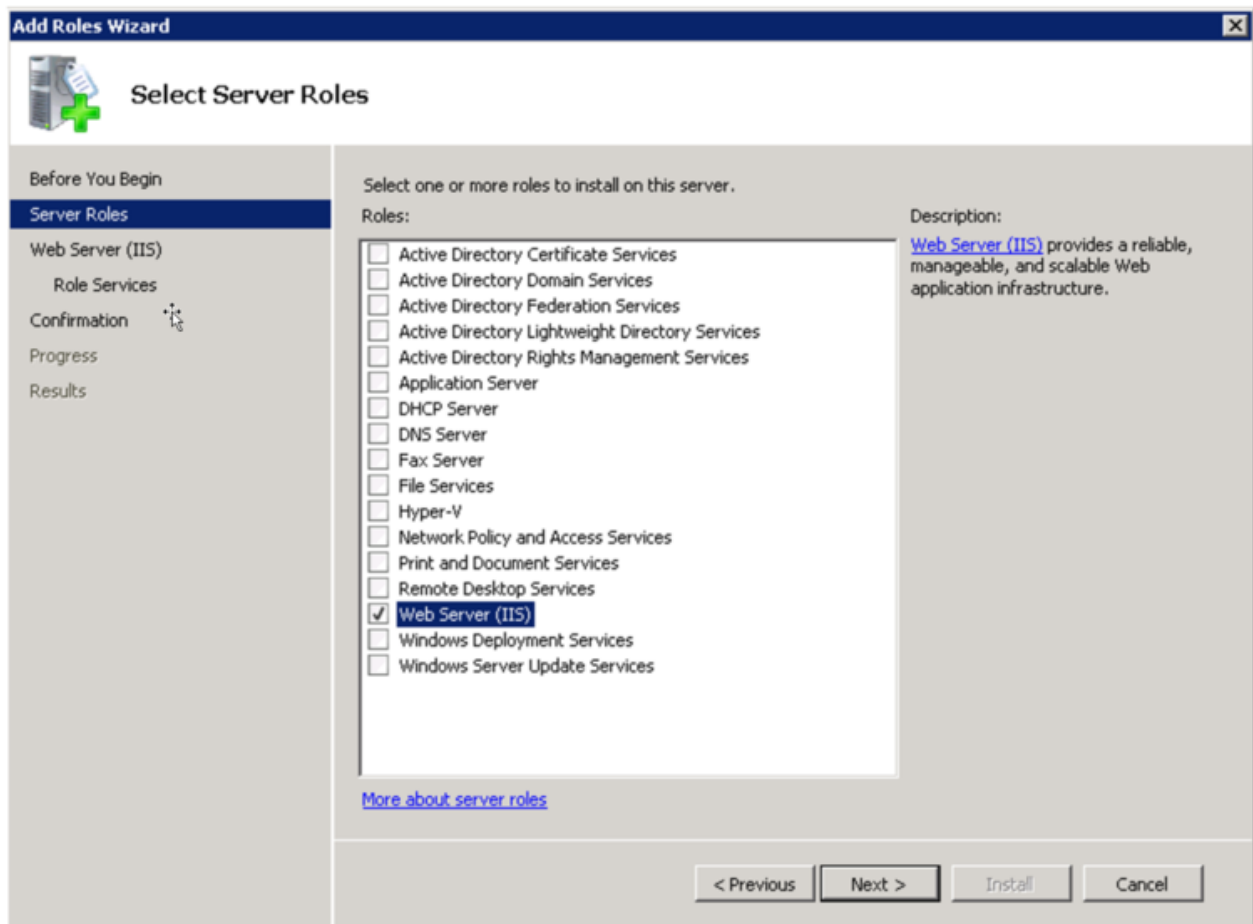 Add Roles Wizard
Select Server Roles
Before You Begin
Server Roles
Web Server (IIS)
Role Services
Confirmation
Progress
Results
Select one or more roles to install on this server.
Roles:
Active Directory Certificate Services
Active Directory Domain Services
Active Directory Federation Services
Active Directory Lightweight Directory Services
Active Directory Rights Management Services
Application Server
DHCP Server
DNS Server
Fax Server
File Services
Hyper-V
Network Policy and Access Services
Print and Document Services
Remote Desktop Services
Web Server (IIS)
Windows Deployment Services
Windows Server Update Services
More about server roles
Description:
Web Server (IIS) provides a reliable,
manageable, and scalable Web
application infrastructure.
< Previous
Next >
Install
Cancel